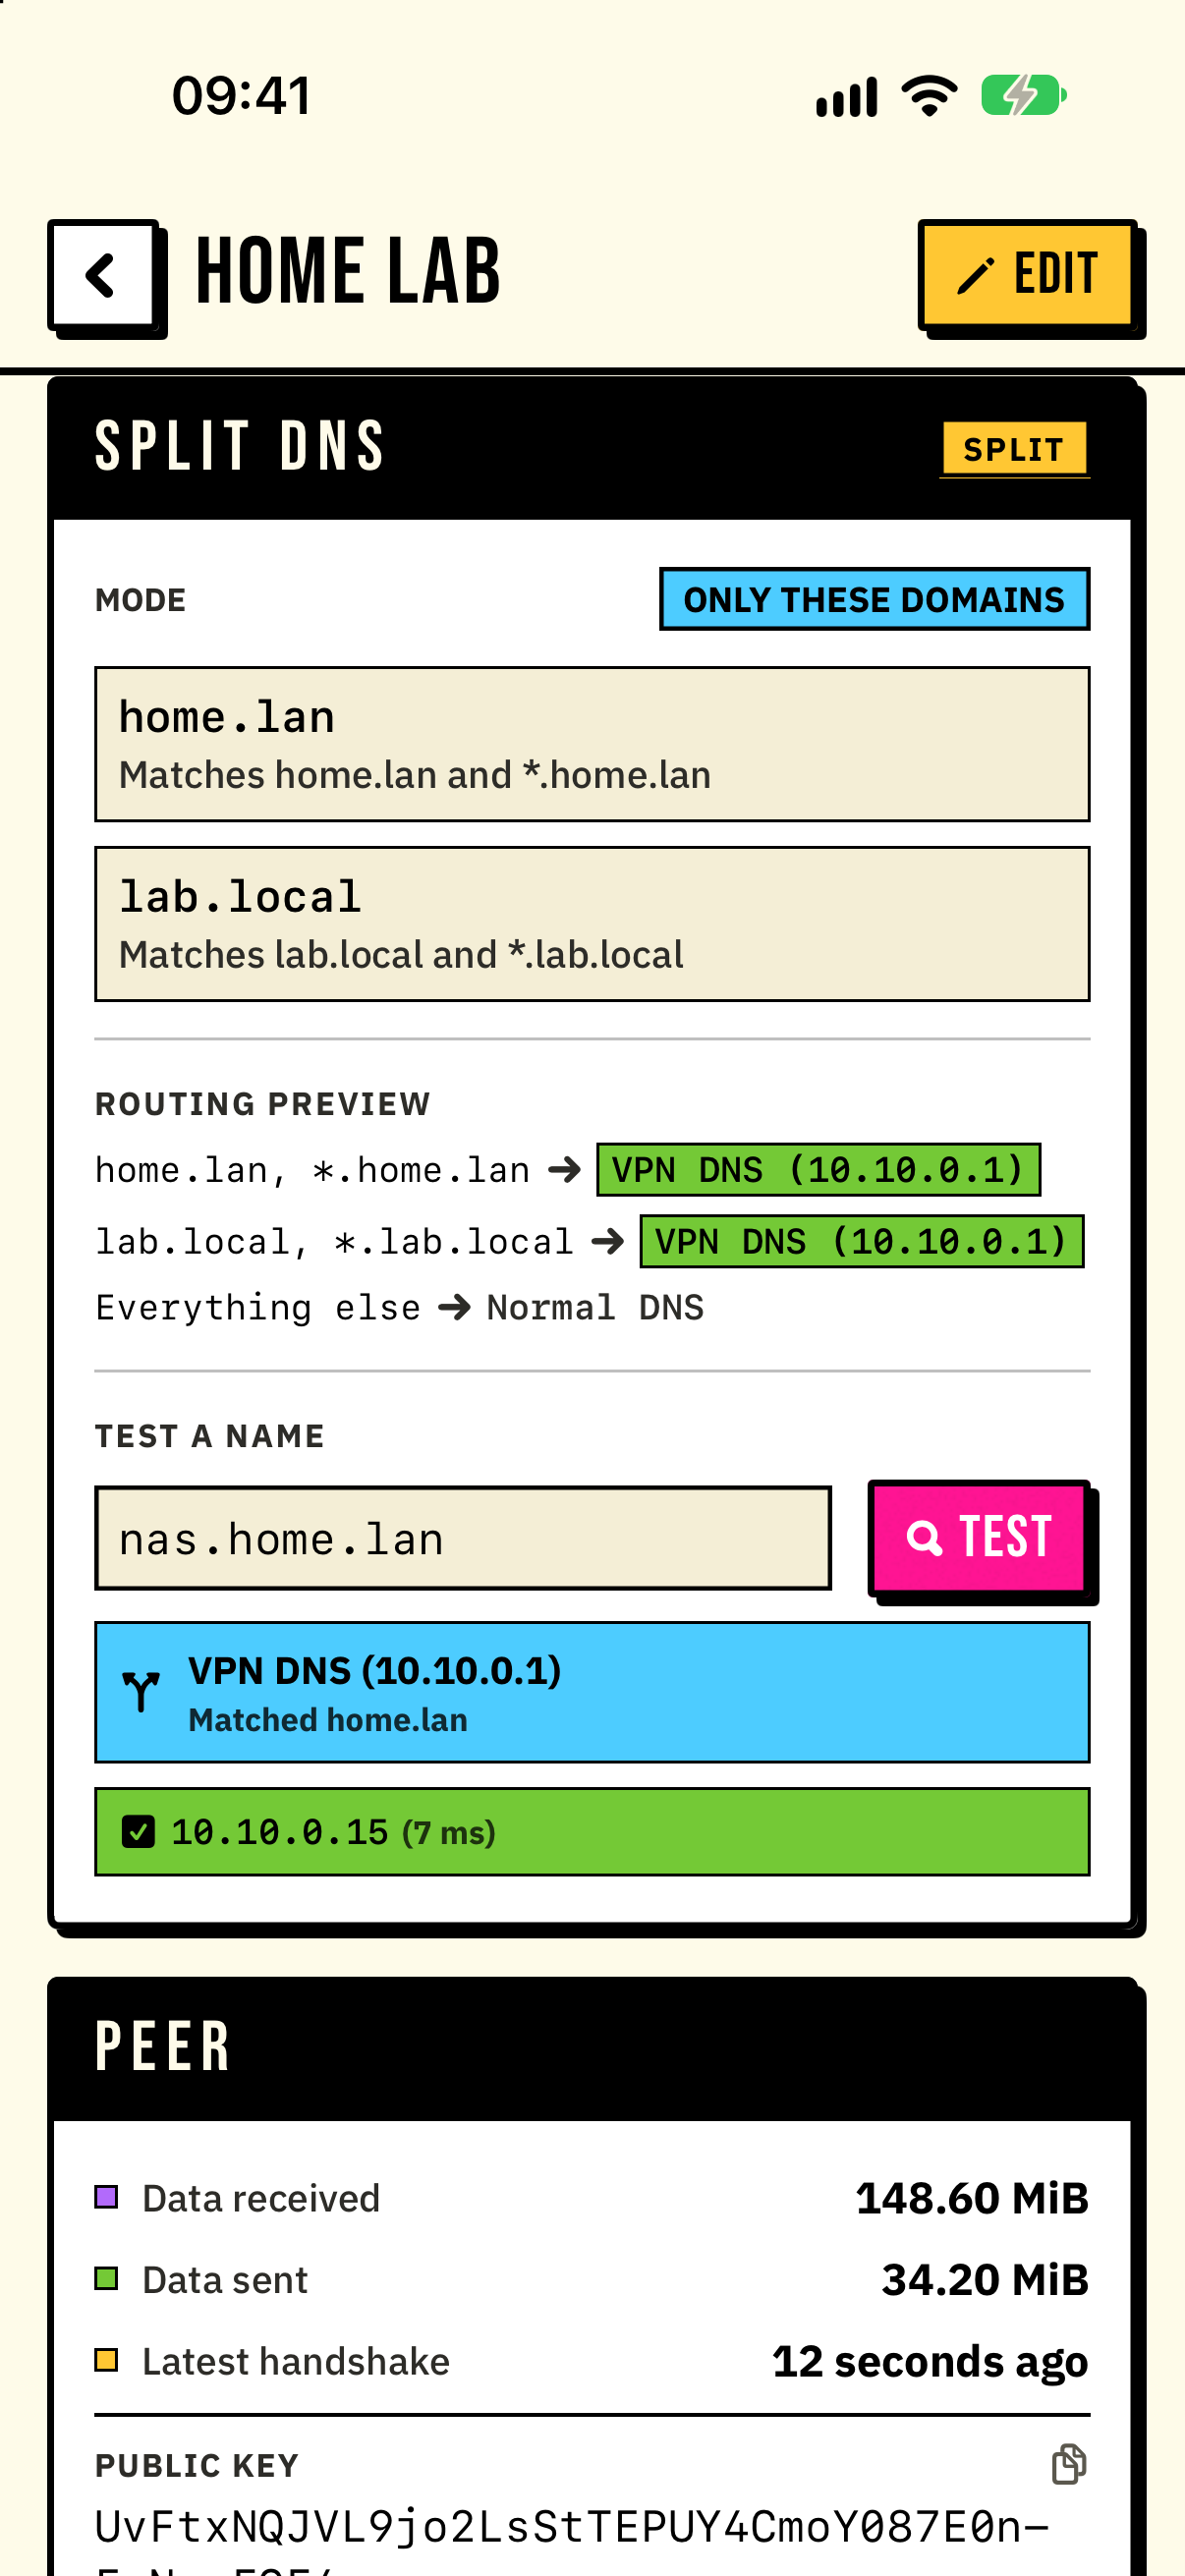 09:41
HOME LAB
EDIT
SPLIT DNS
SPLIT
MODE
ONLY THESE DOMAINS
home.lan
Matches home.lan and *.home.lan
lab.local
Matches lab.local and *.lab.local
ROUTING PREVIEW
home.lan, *.home.lan → VPN DNS (10.10.0.1)
lab.local, *.lab.local → VPN DNS (10.10.0.1)
Everything else → Normal DNS
TEST A NAME
nas.home.lan
TEST
VPN DNS (10.10.0.1)
Matched home.lan
10.10.0.15 (7 ms)
PEER
Data received 148.60 MiB
Data sent 34.20 MiB
Latest handshake 12 seconds ago
PUBLIC KEY
UvFtxNQJVL9jo2LsStTEPUY4CmoY087E0n-